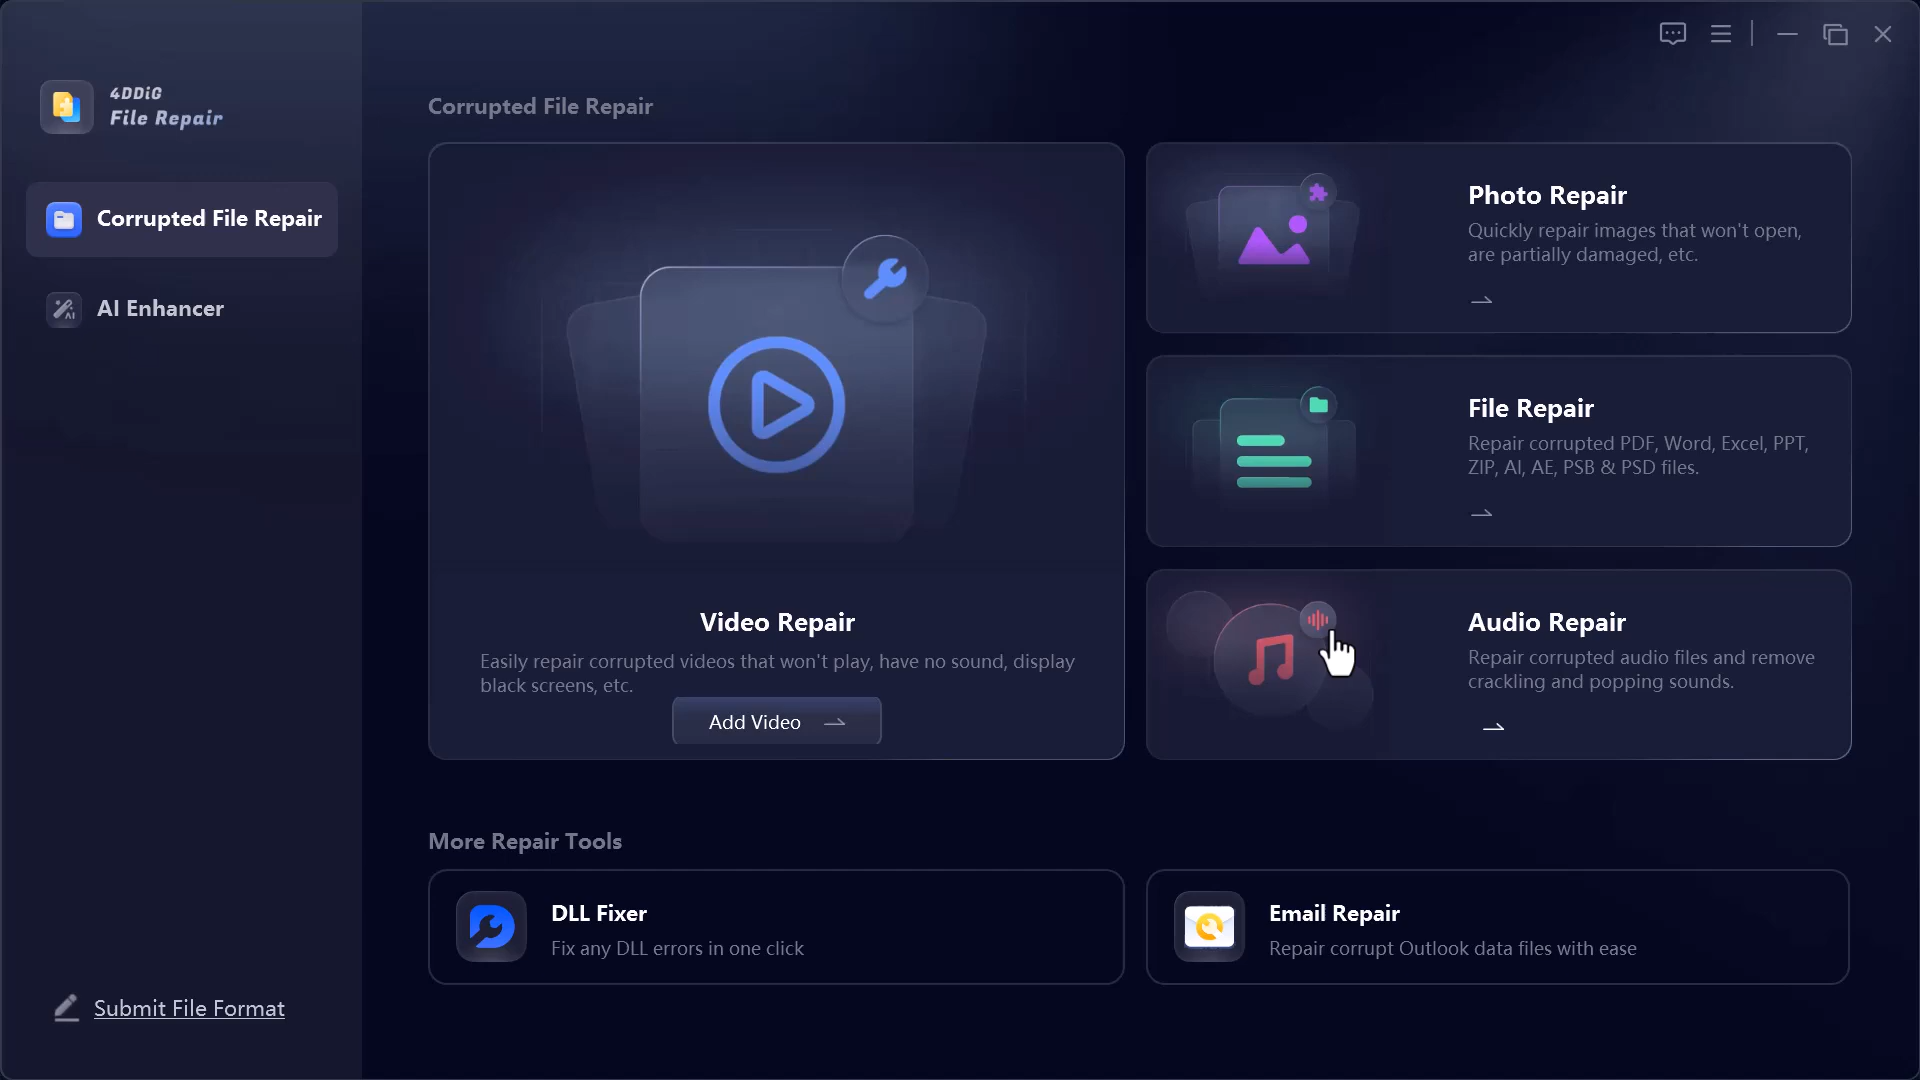 4DDiG
File Repair
Corrupted File Repair
AI Enhancer
Submit File Format
Corrupted File Repair
Video Repair
Easily repair corrupted videos that won't play, have no sound, display
black screens, etc.
Add Video
Photo Repair
Quickly repair images that won't open,
are partially damaged, etc.
File Repair
Repair corrupted PDF, Word, Excel, PPT,
ZIP, AI, AE, PSB & PSD files.
Audio Repair
Repair corrupted audio files and remove
crackling and popping sounds.
More Repair Tools
DLL Fixer
Fix any DLL errors in one click
Email Repair
Repair corrupt Outlook data files with ease